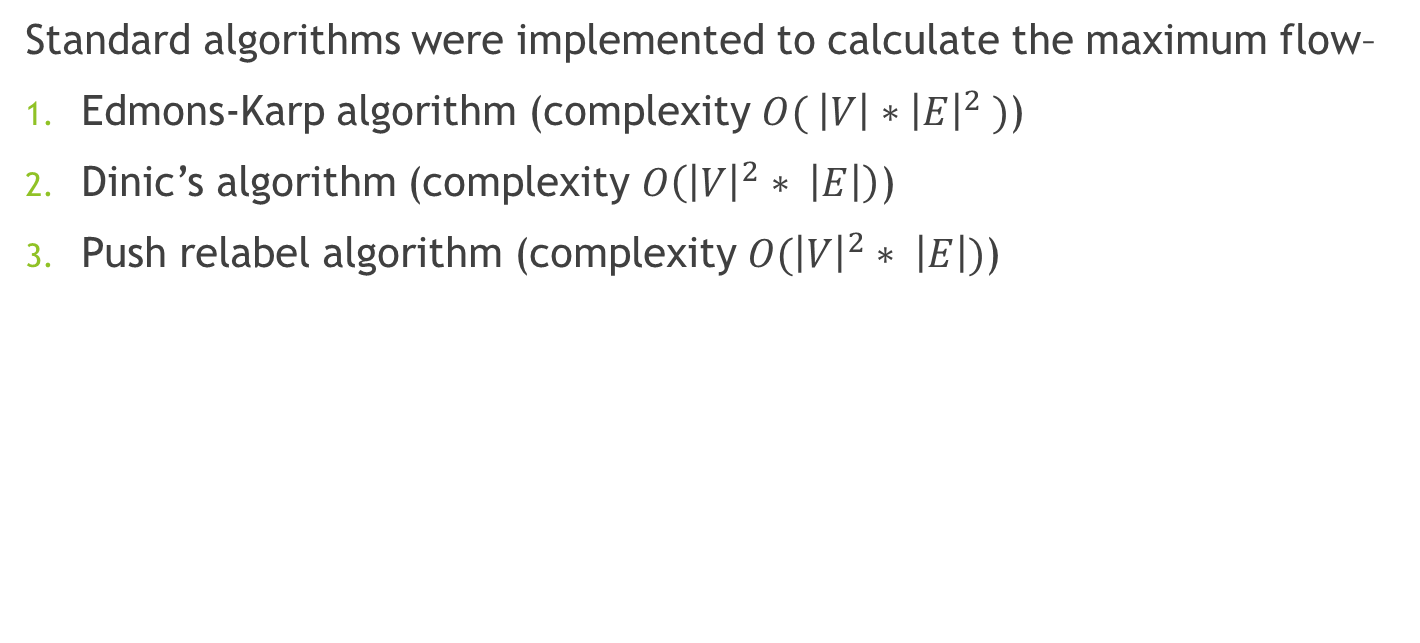 Standard algorithms were implemented to calculate the maximum flow-
1. Edmons-Karp algorithm (complexity O( |V| ∗ |E|² ))
2. Dinic’s algorithm (complexity O(|V|² ∗ |E|))
3. Push relabel algorithm (complexity O(|V|² ∗ |E|))